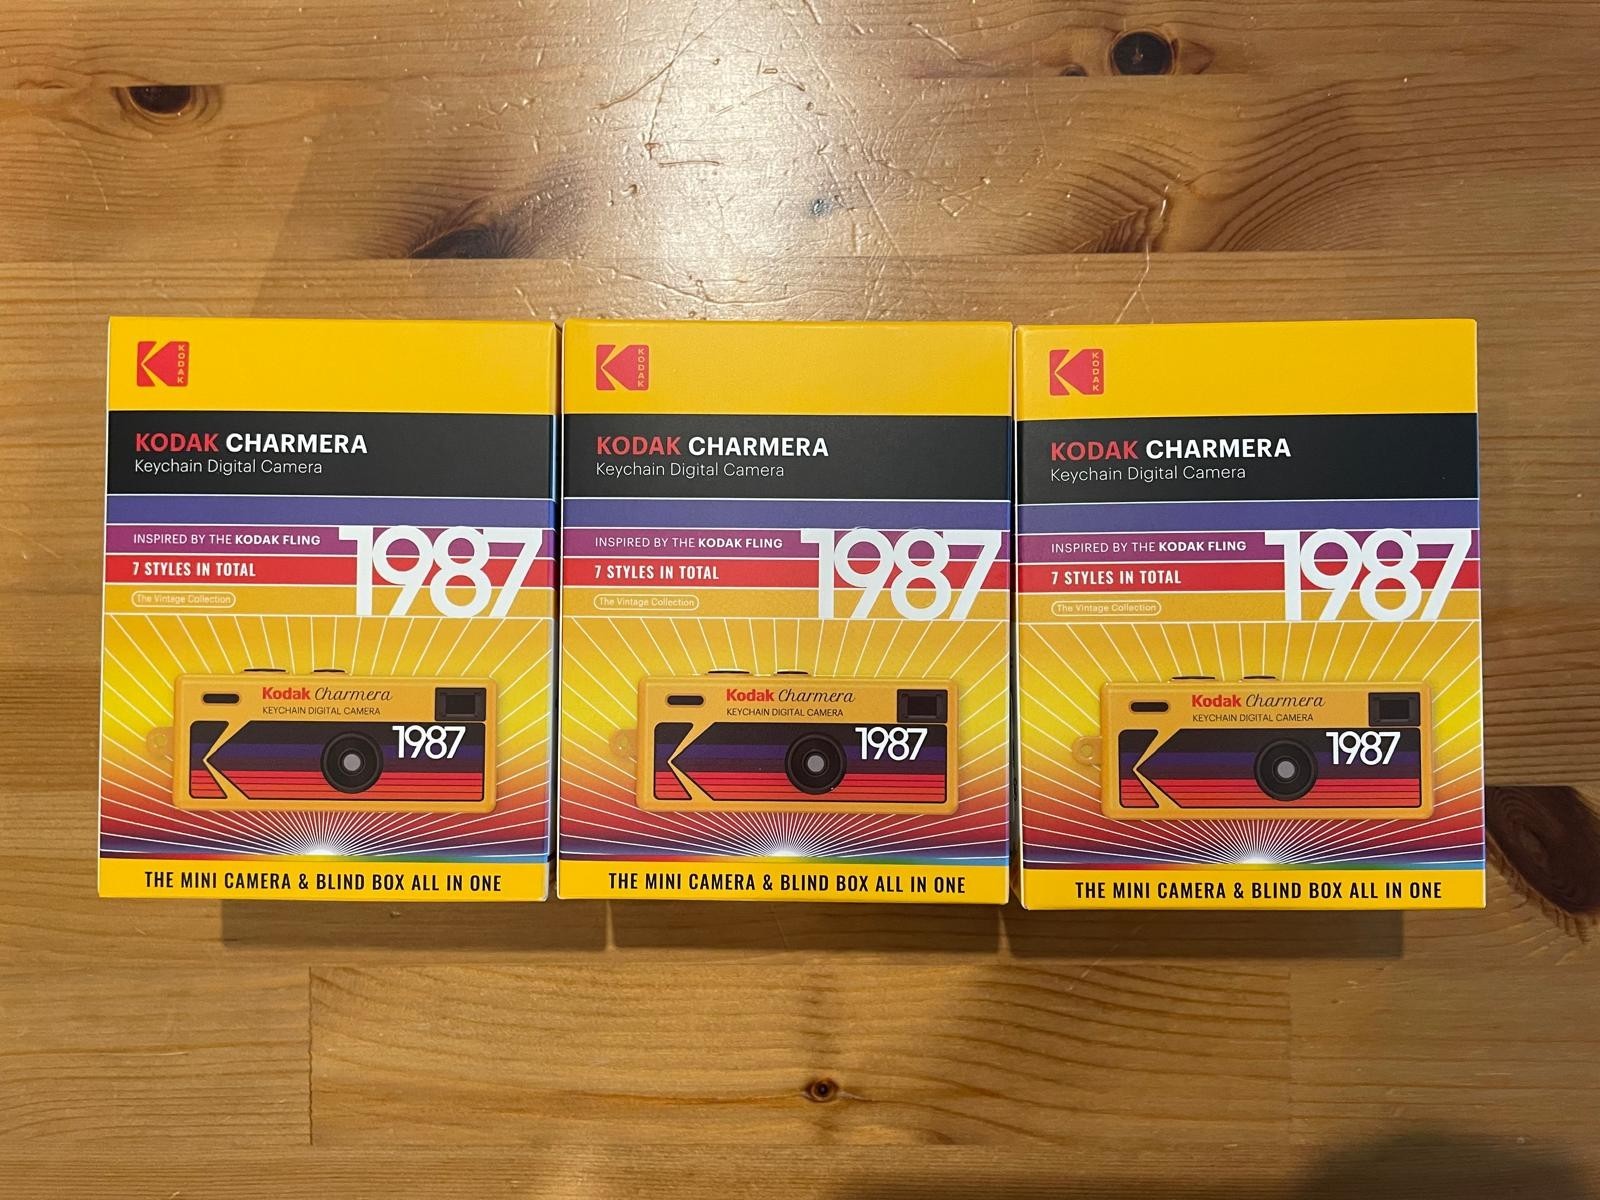 KODAK
KODAK CHARMERA
Keychain Digital Camera
INSPIRED BY THE KODAK FLING
1987
7 STYLES IN TOTAL
The Vintage Collection
Kodak Charmera
KEYCHAIN DIGITAL CAMERA
1987
THE MINI CAMERA & BLIND BOX ALL IN ONE
KODAK
KODAK CHARMERA
Keychain Digital Camera
INSPIRED BY THE KODAK FLING
1987
7 STYLES IN TOTAL
The Vintage Collection
Kodak Charmera
KEYCHAIN DIGITAL CAMERA
1987
THE MINI CAMERA & BLIND BOX ALL IN ONE
KODAK
KODAK CHARMERA
Keychain Digital Camera
INSPIRED BY THE KODAK FLING
1987
7 STYLES IN TOTAL
The Vintage Collection
Kodak Charmera
KEYCHAIN DIGITAL CAMERA
1987
THE MINI CAMERA & BLIND BOX ALL IN ONE